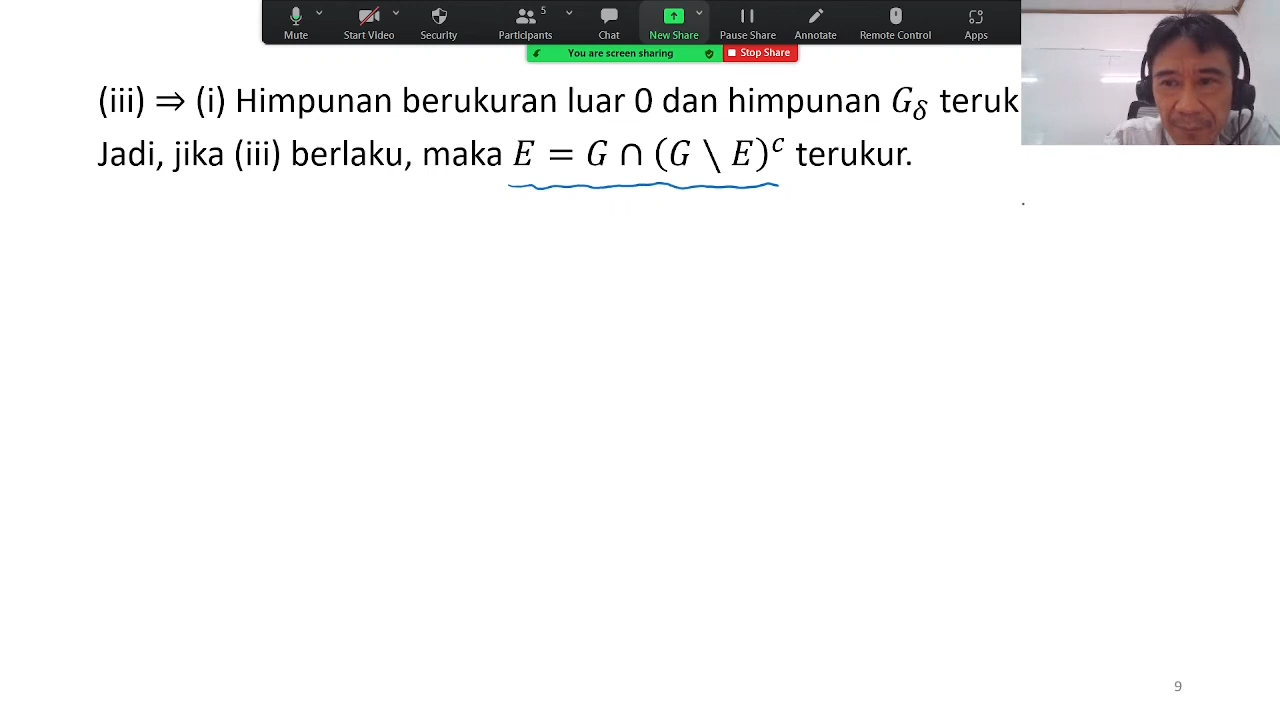 Mute
Start Video
Security
Participants
5
Chat
New Share
Pause Share
Annotate
Remote Control
Apps
You are screen sharing
Stop Share
(iii) ⇒ (i) Himpunan berukuran luar 0 dan himpunan G_δ teruk
Jadi, jika (iii) berlaku, maka E = G ∩ (G \ E)^c terukur.
9